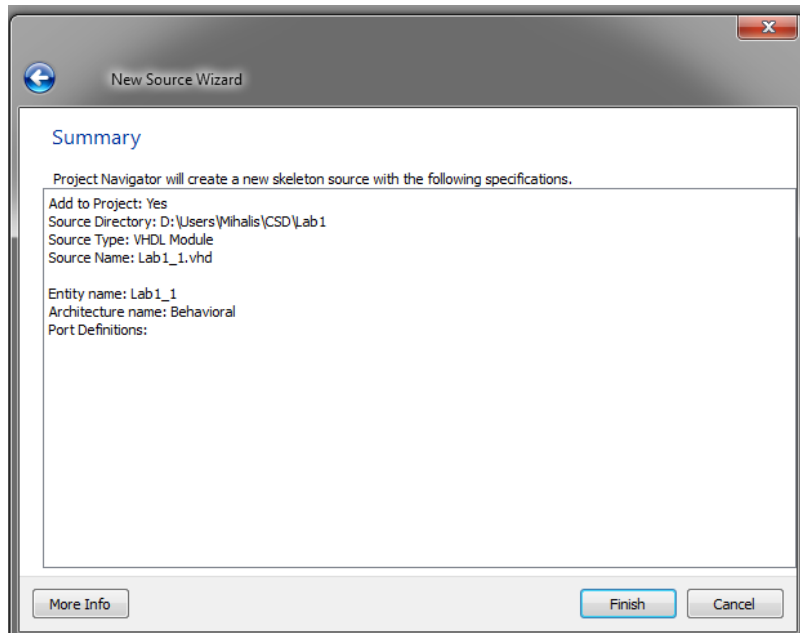 New Source Wizard
Summary
Project Navigator will create a new skeleton source with the following specifications.
Add to Project: Yes
Source Directory: D:\Users\Mihalis\CSD\Lab1
Source Type: VHDL Module
Source Name: Lab1_1.vhd
Entity name: Lab1_1
Architecture name: Behavioral
Port Definitions:
More Info
Finish
Cancel